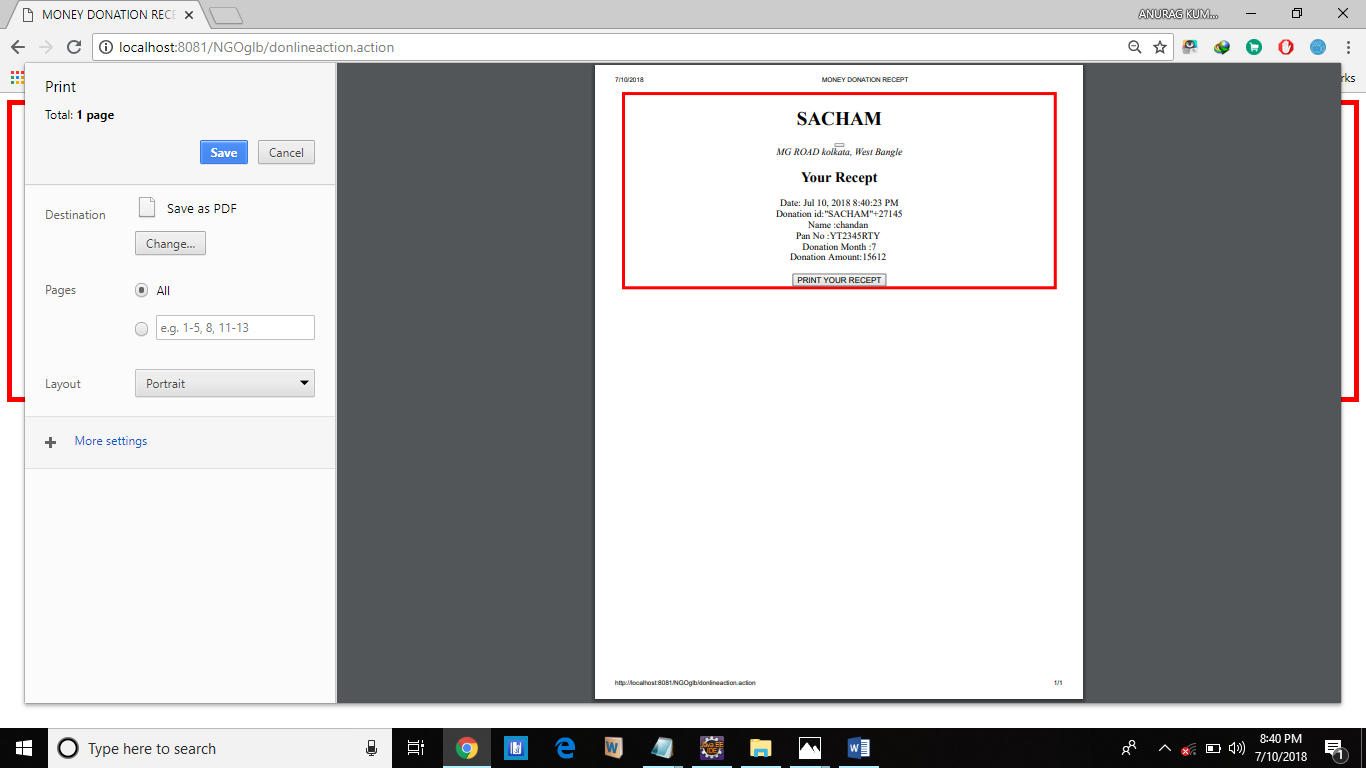 MONEY DONATION RECE
ANURAG KUM...
localhost:8081/NGOglb/donlineaction.action
rks
Print
Total: 1 page
Save
Cancel
Destination
Save as PDF
Change...
Pages
All
e.g. 1-5, 8, 11-13
Layout
Portrait
More settings
7/10/2018
MONEY DONATION RECEPT
SACHAM
MG ROAD kolkata, West Bangle
Your Recept
Date: Jul 10, 2018 8:40:23 PM
Donation id:"SACHAM"+27145
Name :chandan
Pan No :YT2345RTY
Donation Month :7
Donation Amount:15612
PRINT YOUR RECEPT
http://localhost:8081/NGOglb/donlineaction.action
1/1
Type here to search
8:40 PM
7/10/2018
1